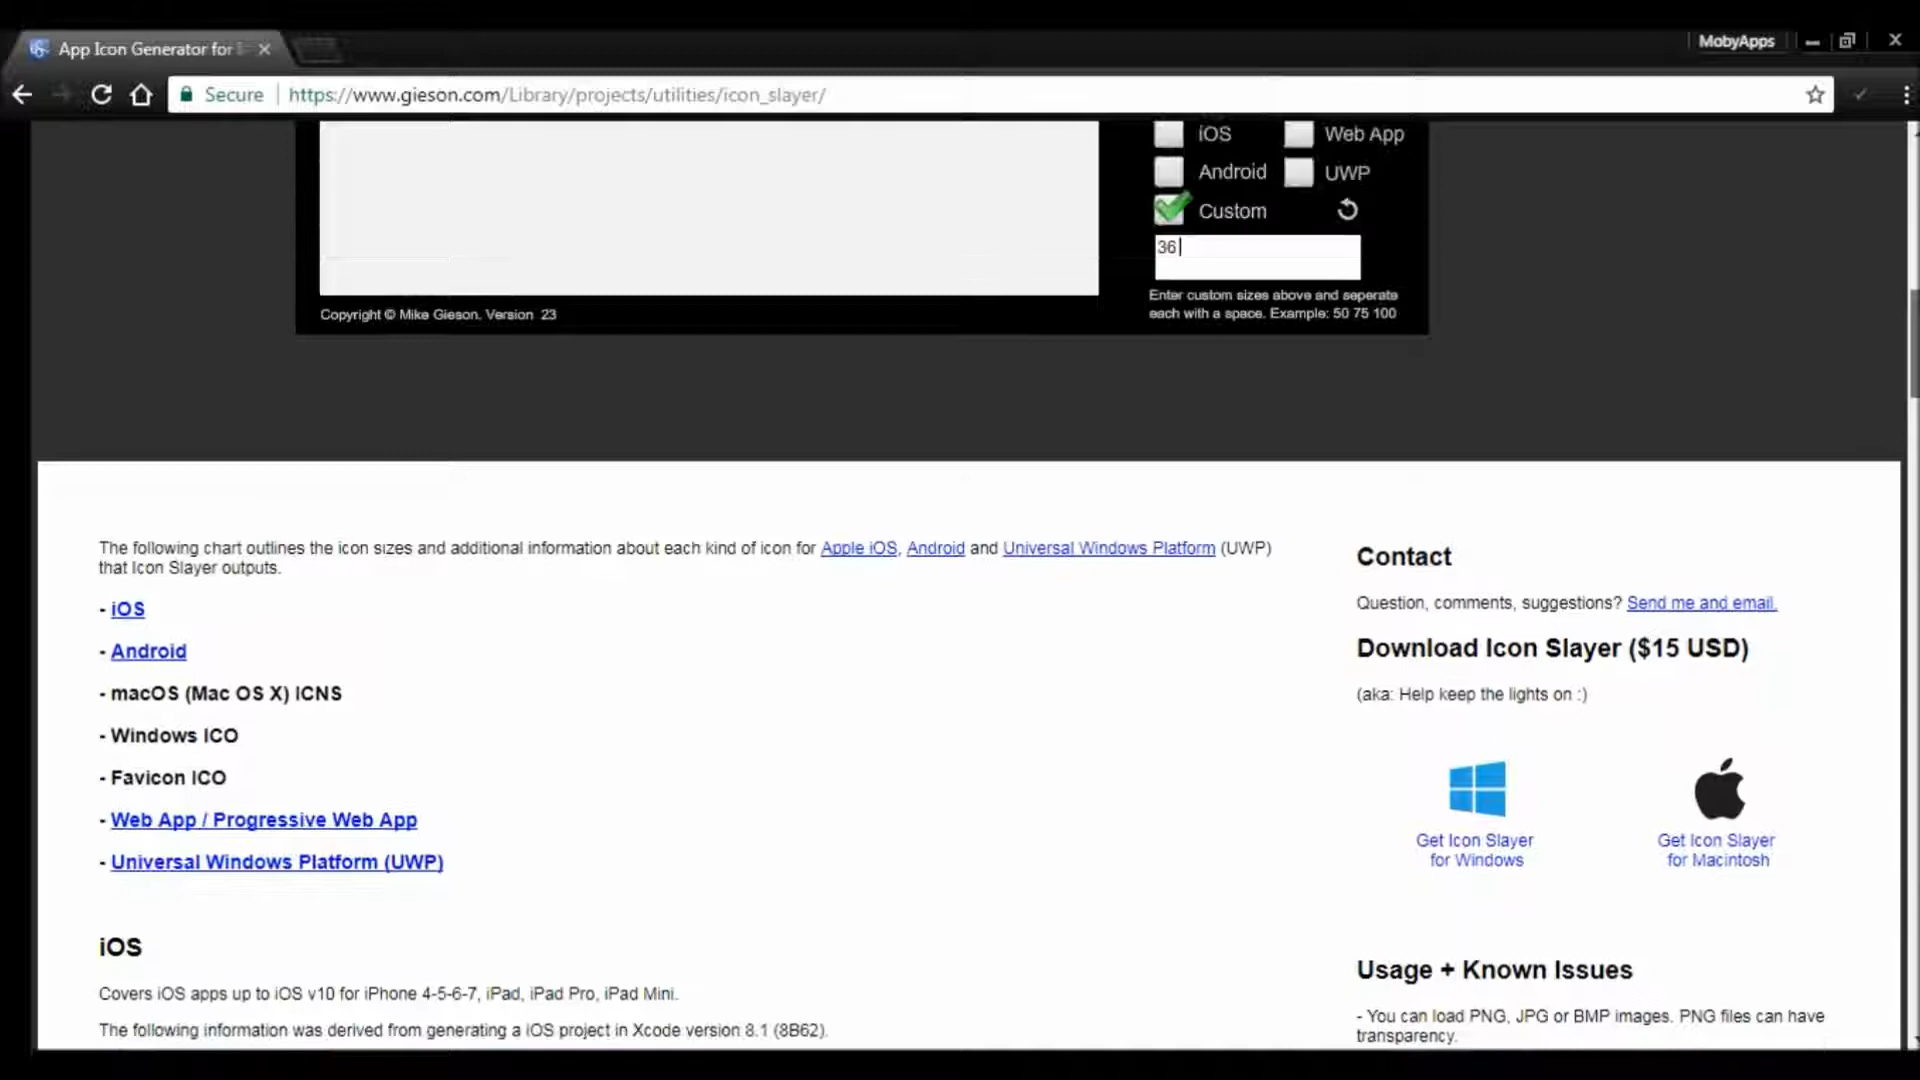 App Icon Generator for
MobyApps
Secure
https://www.gieson.com/Library/projects/utilities/icon_slayer/
iOS
Web App
Android
UWP
Custom
36
Enter custom sizes above and seperate
each with a space. Example: 50 75 100
Copyright © Mike Gieson. Version 23
The following chart outlines the icon sizes and additional information about each kind of icon for Apple iOS, Android and Universal Windows Platform (UWP)
that Icon Slayer outputs.
- iOS
- Android
- macOS (Mac OS X) ICNS
- Windows ICO
- Favicon ICO
- Web App / Progressive Web App
- Universal Windows Platform (UWP)
iOS
Covers iOS apps up to iOS v10 for iPhone 4-5-6-7, iPad, iPad Pro, iPad Mini.
The following information was derived from generating a iOS project in Xcode version 8.1 (8B62).
Contact
Question, comments, suggestions? Send me and email.
Download Icon Slayer ($15 USD)
(aka: Help keep the lights on :)
Get Icon Slayer
for Windows
Get Icon Slayer
for Macintosh
Usage + Known Issues
- You can load PNG, JPG or BMP images. PNG files can have
transparency.